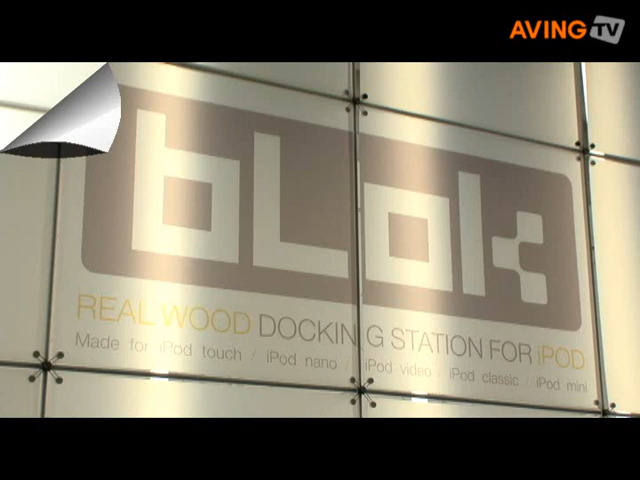 AVING TV
bLok
REAL WOOD DOCKING STATION FOR iPOD
Made for iPod touch / iPod nano / iPod video / iPod classic / iPod mini